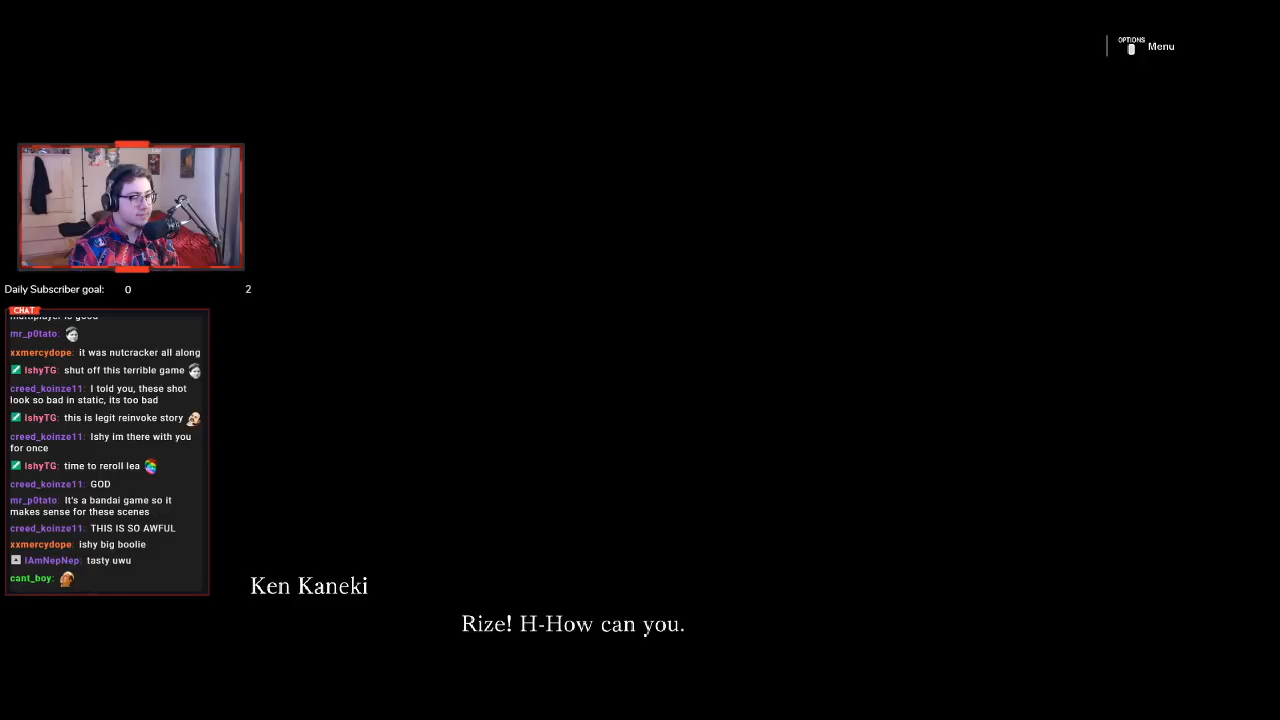 OPTIONS
Menu
Daily Subscriber goal: 0 2
CHAT
multiplayer is good
mr_p0tato:
xxmercydope: it was nutcracker all along
IshyTG: shut off this terrible game
creed_koinze11: I told you, these shot
look so bad in static, its too bad
IshyTG: this is legit reinvoke story
creed_koinze11: Ishy im there with you
for once
IshyTG: time to reroll lea
creed_koinze11: GOD
mr_p0tato: It's a bandai game so it
makes sense for these scenes
creed_koinze11: THIS IS SO AWFUL
xxmercydope: ishy big boolie
IAmNepNep: tasty uwu
cant_boy:
Ken Kaneki
Rize! H-How can you.